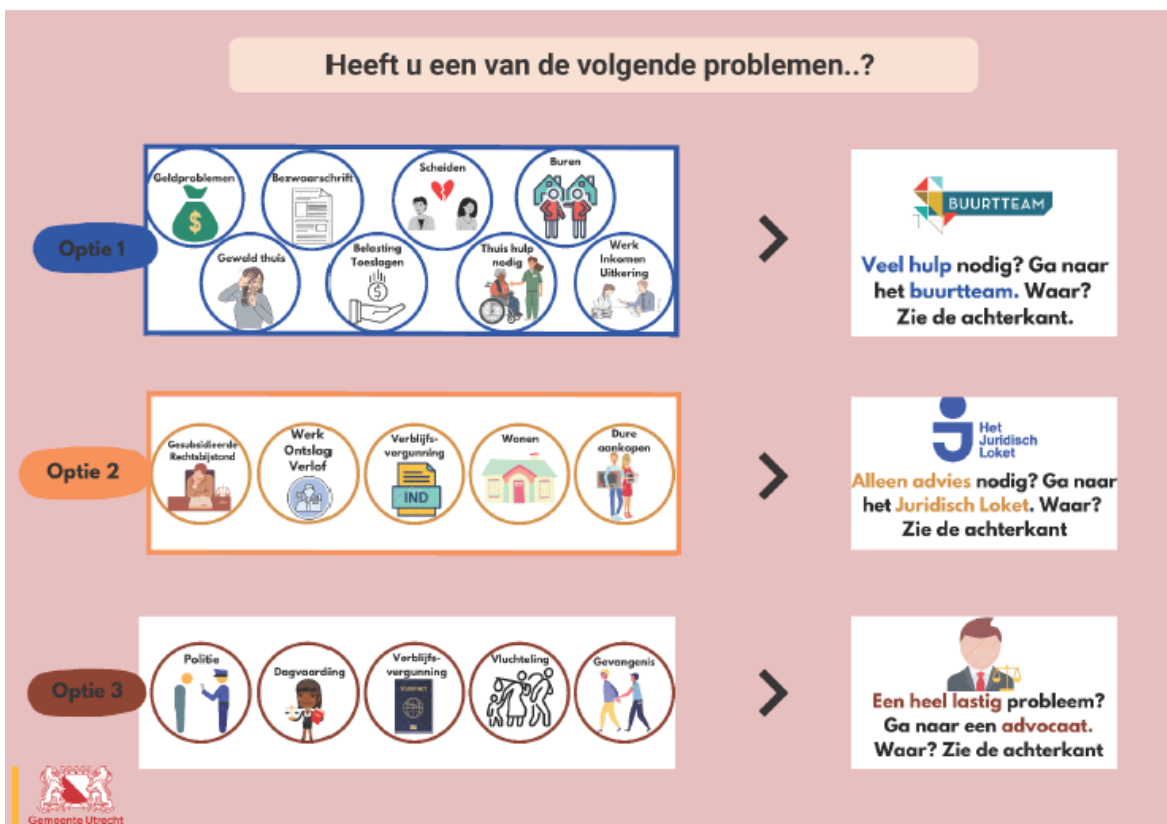 Heeft u een van de volgende problemen..?
Optie 1
Geldproblemen
Bezwaarschrift
Scheiden
Buren
Geweld thuis
Belasting
Toeslagen
Thuis hulp
nodig
Werk
Inkomen
Uitkering
BUURTTEAM
Veel hulp nodig? Ga naar
het buurtteam. Waar?
Zie de achterkant.
Optie 2
Gesubsidieerde
Rechtsbijstand
Werk
Ontslag
Verlof
Verblijfs-
vergunning
IND
Wonen
Dure
aankopen
Het
Juridisch
Loket
Alleen advies nodig? Ga naar
het Juridisch Loket. Waar?
Zie de achterkant
Optie 3
Politie
Dagvaarding
Verblijfs-
vergunning
Vluchteling
Gevangenis
Een heel lastig probleem?
Ga naar een advocaat.
Waar? Zie de achterkant
Gemeente Utrecht